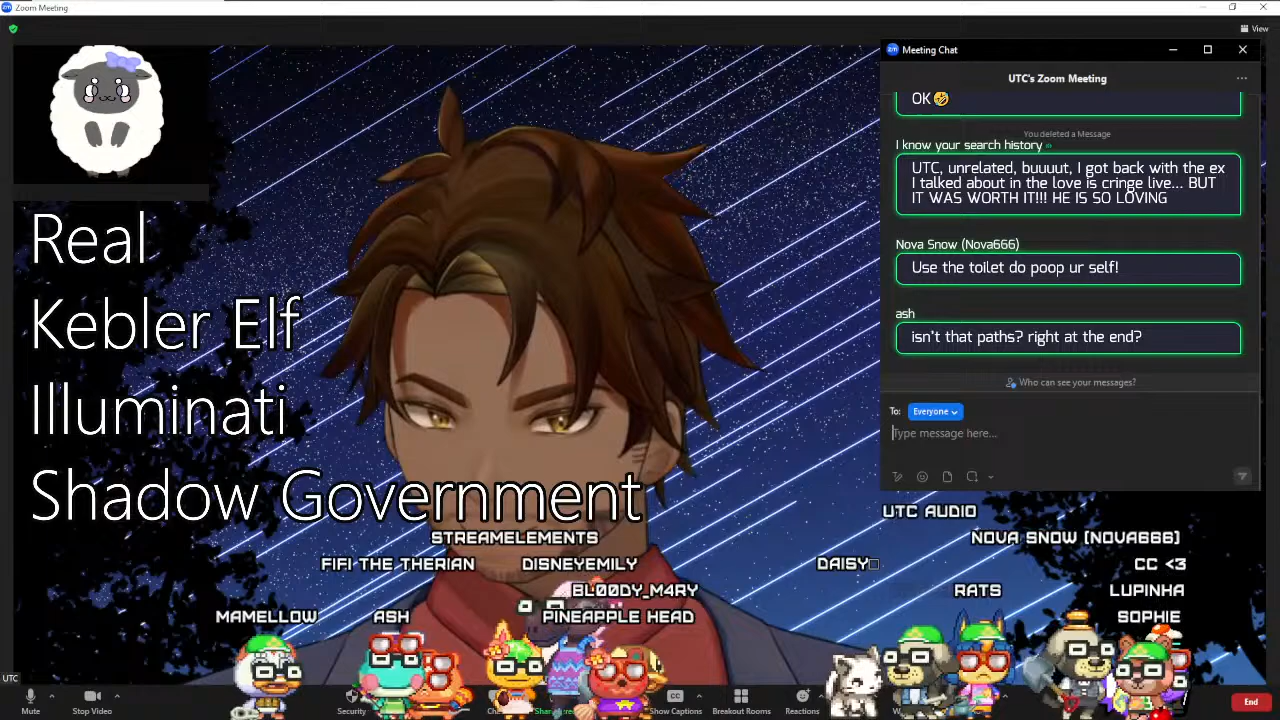 Zoom Meeting
View
Meeting Chat
UTC's Zoom Meeting
OK🤣
You deleted a Message
I know your search history
UTC, unrelated, buuuut, I got back with the ex
I talked about in the love is cringe live... BUT
IT WAS WORTH IT!!! HE IS SO LOVING
Nova Snow (Nova666)
Use the toilet do poop ur self!
ash
isn't that paths? right at the end?
Who can see your messages?
To: Everyone
Type message here...
Real
Kebler Elf
Illuminati
Shadow Government
UTC AUDIO
STREAMELEMENTS
NOVA SNOW (NOVA666)
FIFI THE THERIAN
DISNEYEMILY
DAISY
CC <3
BL00DY_M4RY
RATS
LUPINHA
MAMELLOW
ASH
PINEAPPLE HEAD
SOPHIE
UTC
Mute
Stop Video
Security
Show Captions
Breakout Rooms
Reactions
End